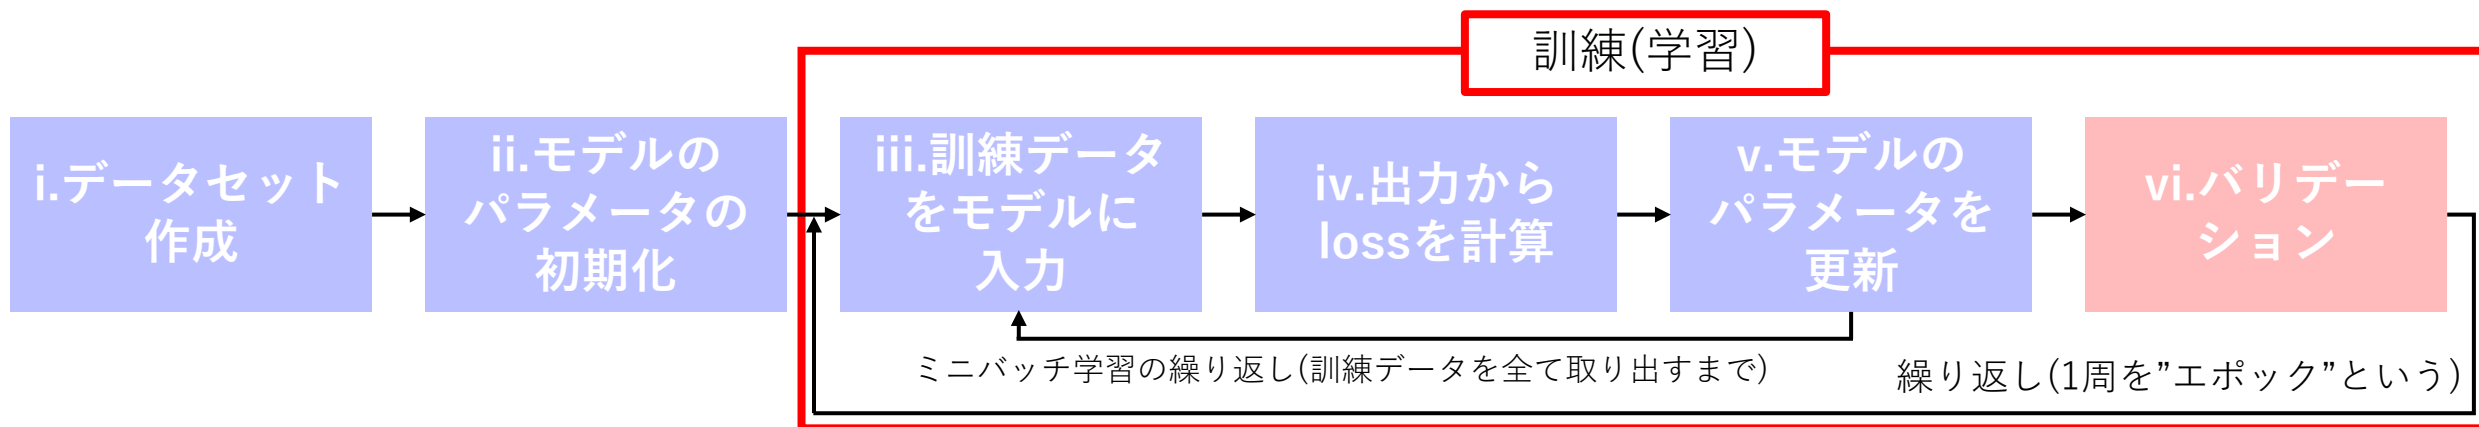 訓練(学習)
i.データセット
作成
ii.モデルの
パラメータの
初期化
iii.訓練データ
をモデルに
入力
iv.出力から
lossを計算
v.モデルの
パラメータを
更新
vi.バリデー
ション
ミニバッチ学習の繰り返し(訓練データを全て取り出すまで)
繰り返し(1周を”エポック”という)